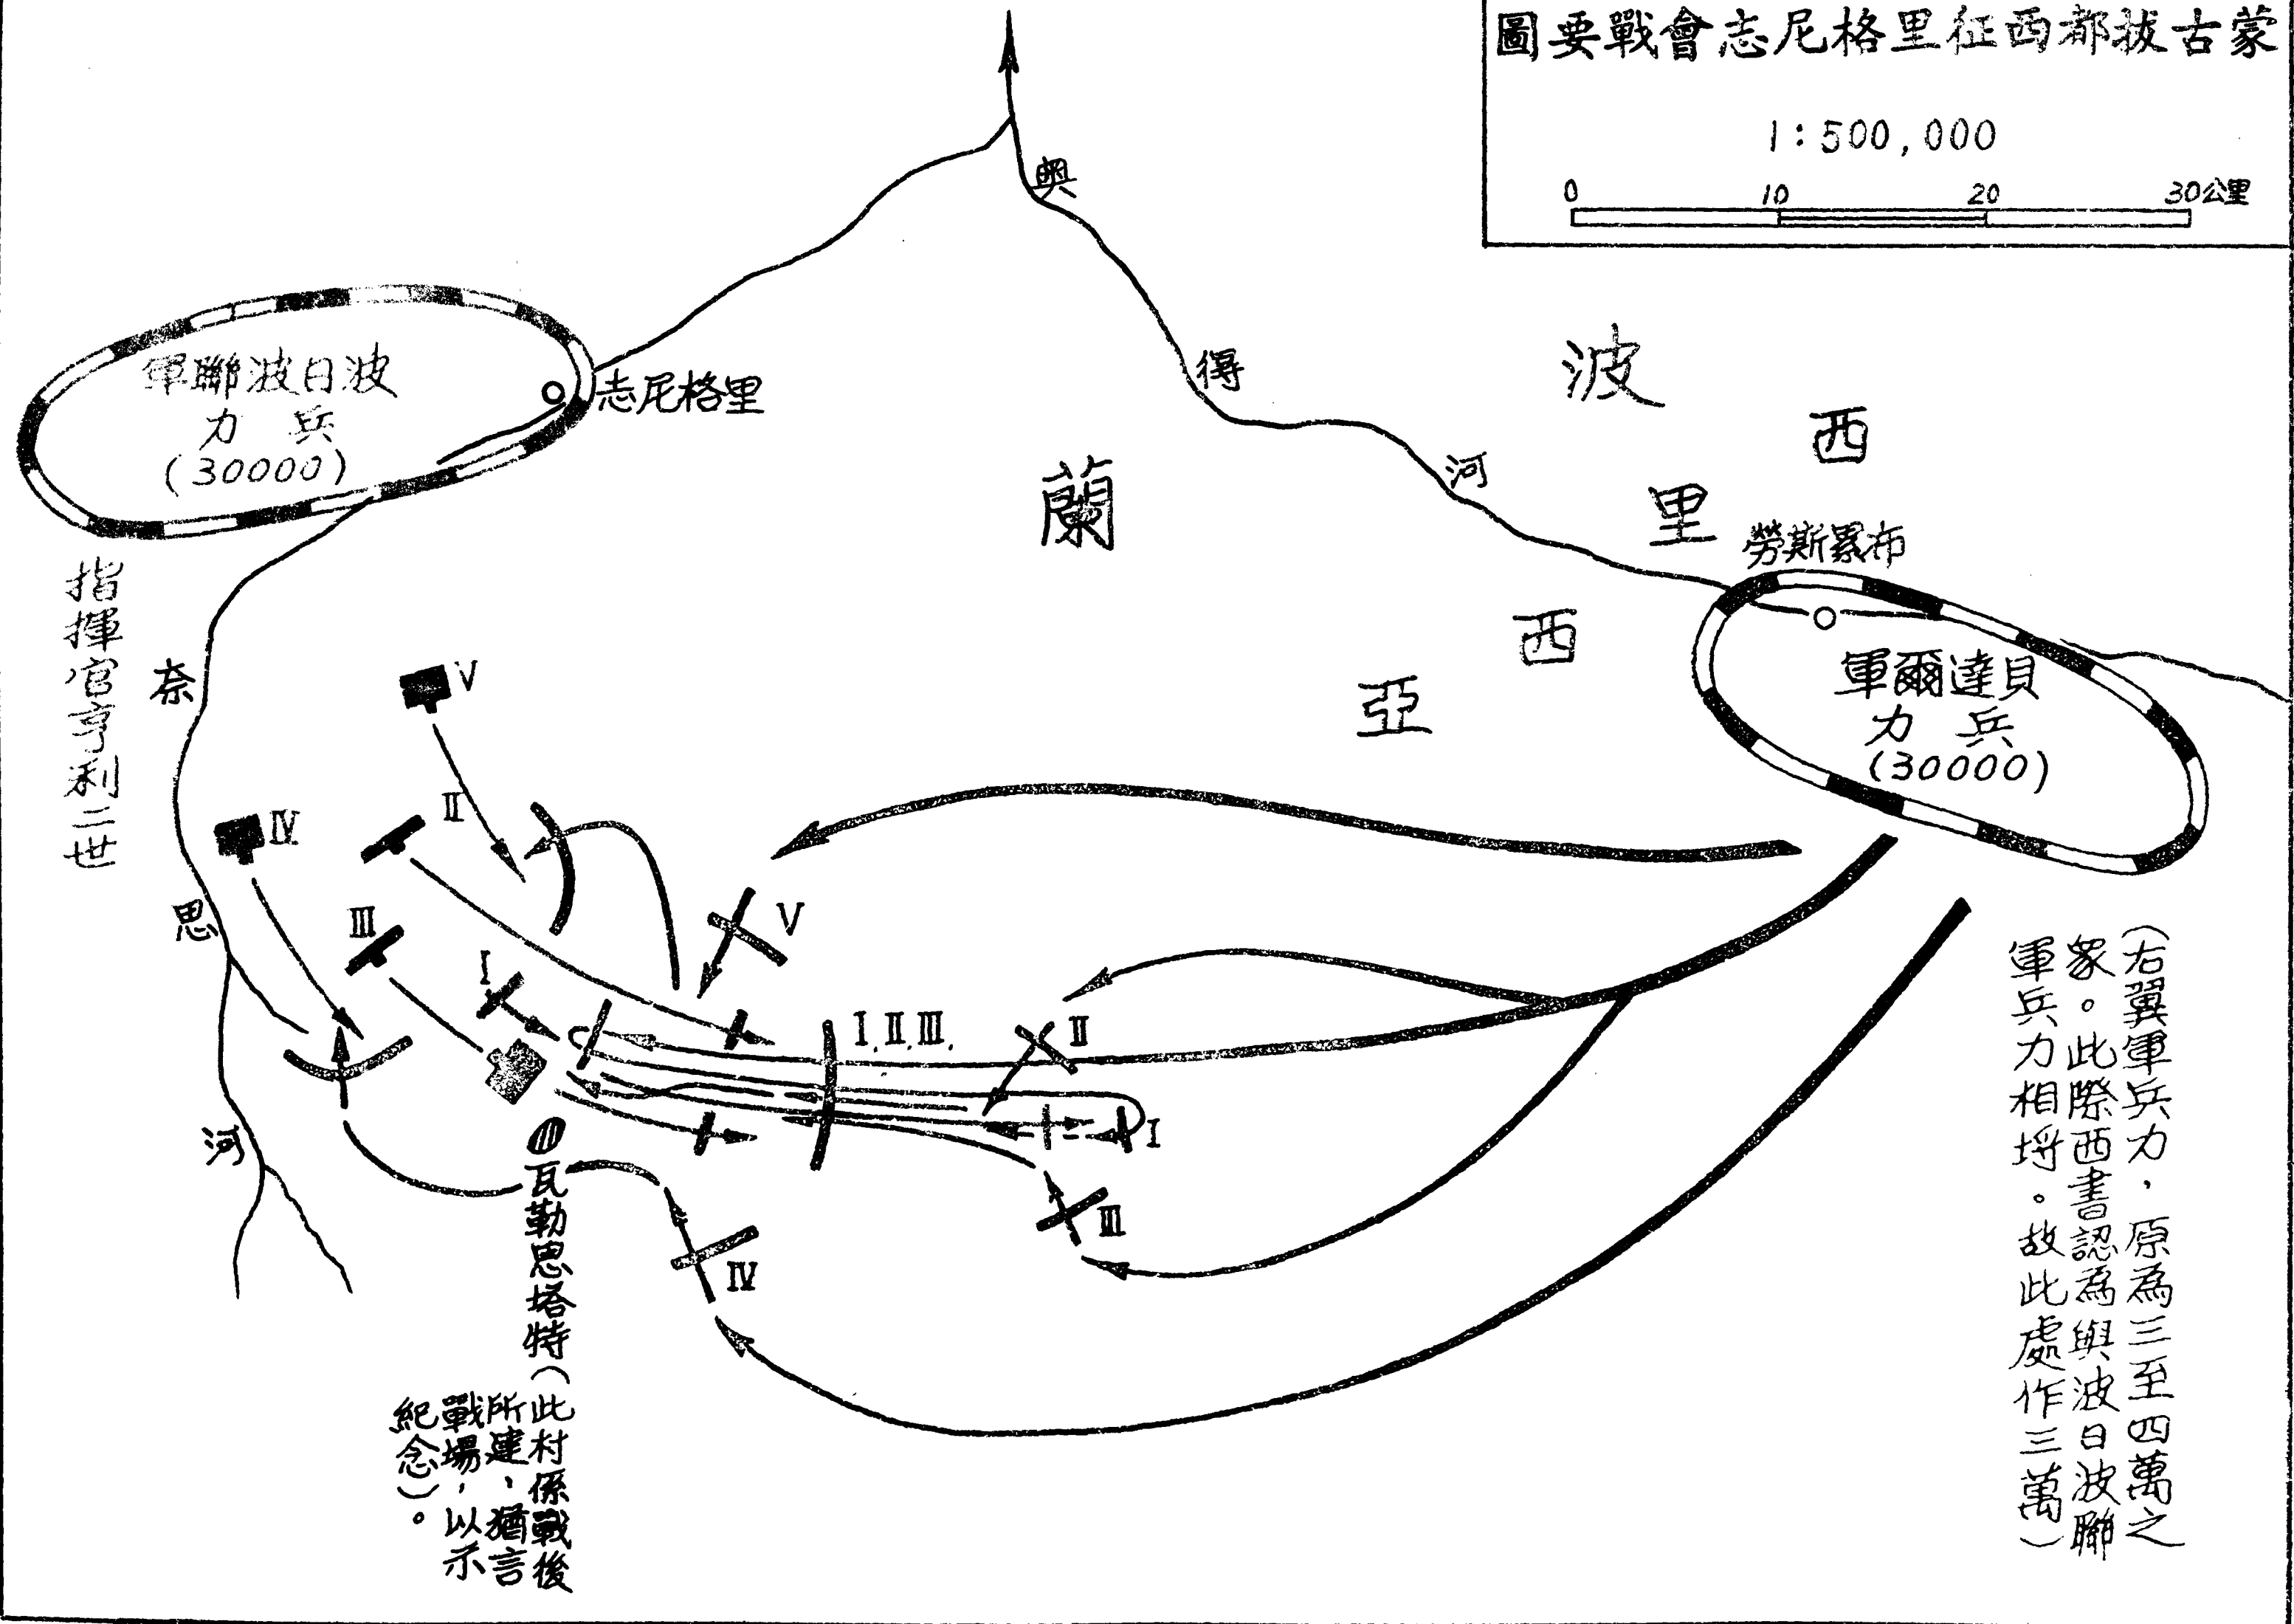 蒙古拔都西征里格尼志會戰要圖
1:500,000
0 10 20 30公里
奧得河
波蘭
西里西亞
波日波聯軍
兵力
(30000)
里格尼志
指揮官亨利二世
布累斯勞
貝達爾軍
兵力
(30000)
(右翼軍兵力，原為三至四萬之
眾。此際西書認為與波日波聯
軍兵力相埒。故此處作三萬)
奈思河
V
IV
II
III
I
V
I,II,III,
II
I
III
IV
瓦勒思塔特(此村係戰後
所建，猶言
戰場，以示
紀念)。